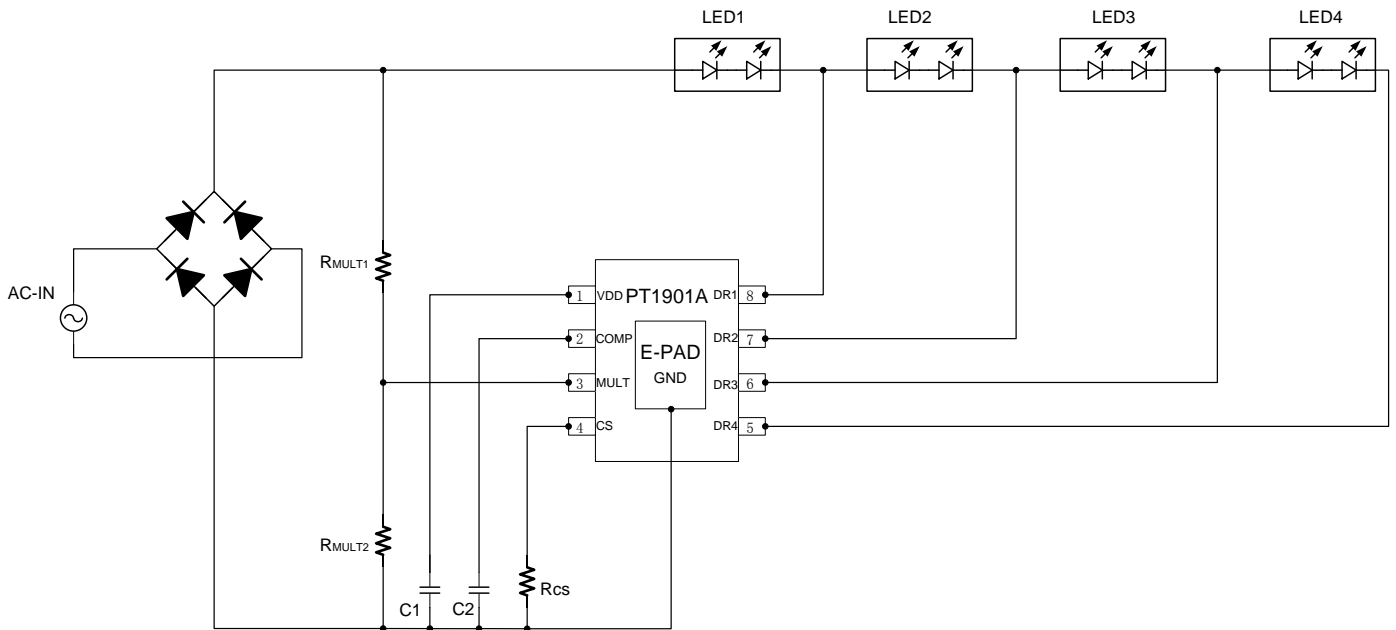 LED1
LED2
LED3
LED4
AC-IN
RMULT1
RMULT2
PT1901A
1 VDD
DR1 8
2 COMP
DR2 7
3 MULT
DR3 6
4 CS
DR4 5
E-PAD
GND
C1
C2
Rcs